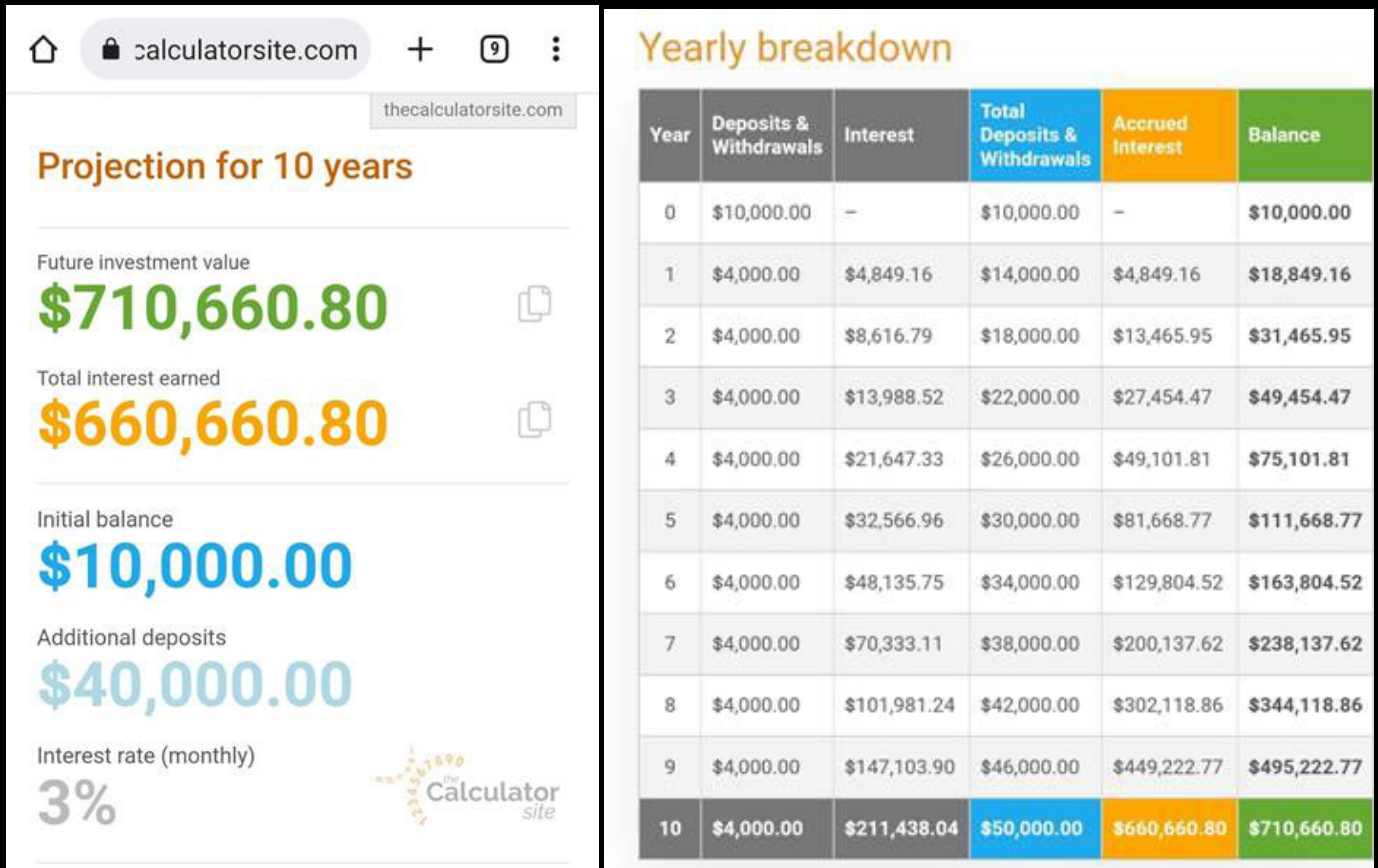 calculatorsite.com
9
thecalculatorsite.com
Projection for 10 years
Future investment value
$710,660.80
Total interest earned
$660,660.80
Initial balance
$10,000.00
Additional deposits
$40,000.00
Interest rate (monthly)
3%
1234567890
the
Calculator
site
Yearly breakdown
Year Deposits & Withdrawals Interest Total Deposits & Withdrawals Accrued Interest Balance
0 $10,000.00 – $10,000.00 – $10,000.00
1 $4,000.00 $4,849.16 $14,000.00 $4,849.16 $18,849.16
2 $4,000.00 $8,616.79 $18,000.00 $13,465.95 $31,465.95
3 $4,000.00 $13,988.52 $22,000.00 $27,454.47 $49,454.47
4 $4,000.00 $21,647.33 $26,000.00 $49,101.81 $75,101.81
5 $4,000.00 $32,566.96 $30,000.00 $81,668.77 $111,668.77
6 $4,000.00 $48,135.75 $34,000.00 $129,804.52 $163,804.52
7 $4,000.00 $70,333.11 $38,000.00 $200,137.62 $238,137.62
8 $4,000.00 $101,981.24 $42,000.00 $302,118.86 $344,118.86
9 $4,000.00 $147,103.90 $46,000.00 $449,222.77 $495,222.77
10 $4,000.00 $211,438.04 $50,000.00 $660,660.80 $710,660.80